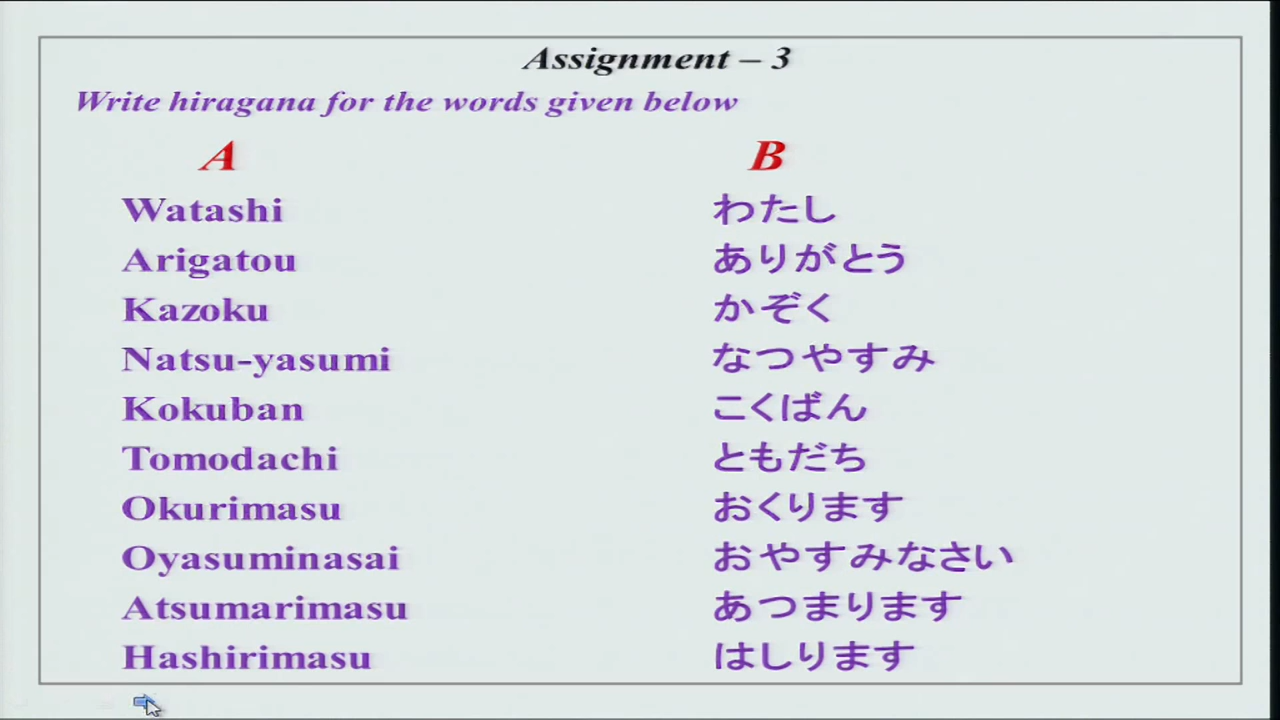 Assignment – 3
Write hiragana for the words given below
A B
Watashi わたし
Arigatou ありがとう
Kazoku かぞく
Natsu-yasumi なつやすみ
Kokuban こくばん
Tomodachi ともだち
Okurimasu おくります
Oyasuminasai おやすみなさい
Atsumarimasu あつまります
Hashirimasu はしります